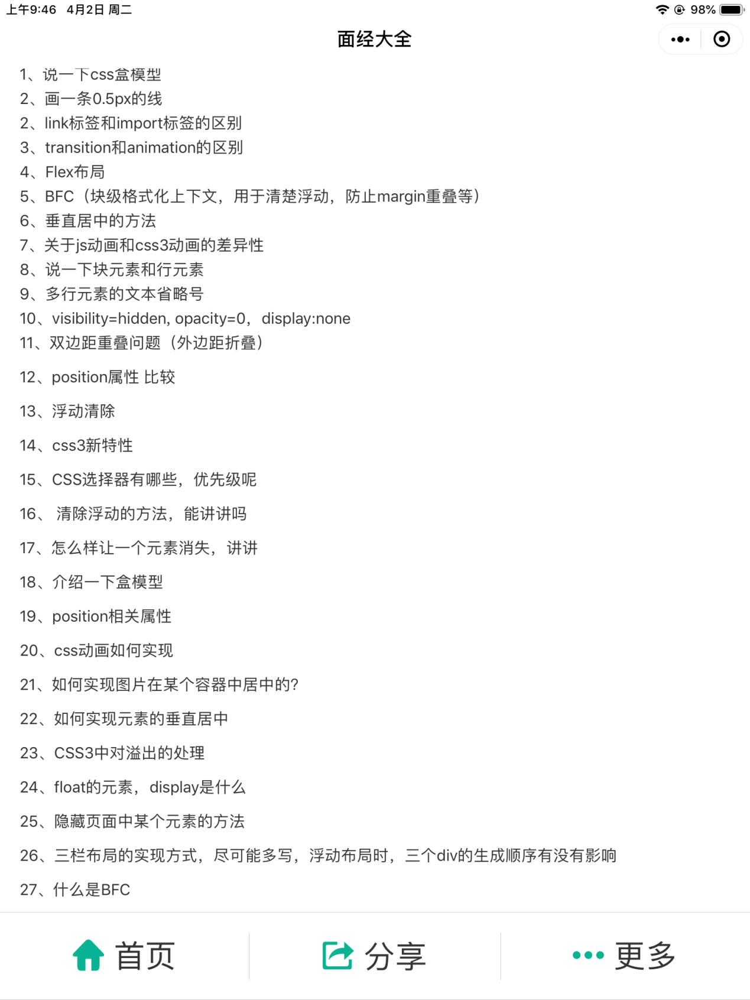 上午9:46 4月2日 周二
98%
面经大全
1、说一下css盒模型
2、画一条0.5px的线
2、link标签和import标签的区别
3、transition和animation的区别
4、Flex布局
5、BFC（块级格式化上下文，用于清楚浮动，防止margin重叠等）
6、垂直居中的方法
7、关于js动画和css3动画的差异性
8、说一下块元素和行元素
9、多行元素的文本省略号
10、visibility=hidden, opacity=0，display:none
11、双边距重叠问题（外边距折叠）
12、position属性 比较
13、浮动清除
14、css3新特性
15、CSS选择器有哪些，优先级呢
16、 清除浮动的方法，能讲讲吗
17、怎么样让一个元素消失，讲讲
18、介绍一下盒模型
19、position相关属性
20、css动画如何实现
21、如何实现图片在某个容器中居中的?
22、如何实现元素的垂直居中
23、CSS3中对溢出的处理
24、float的元素，display是什么
25、隐藏页面中某个元素的方法
26、三栏布局的实现方式，尽可能多写，浮动布局时，三个div的生成顺序有没有影响
27、什么是BFC
首页 分享 更多